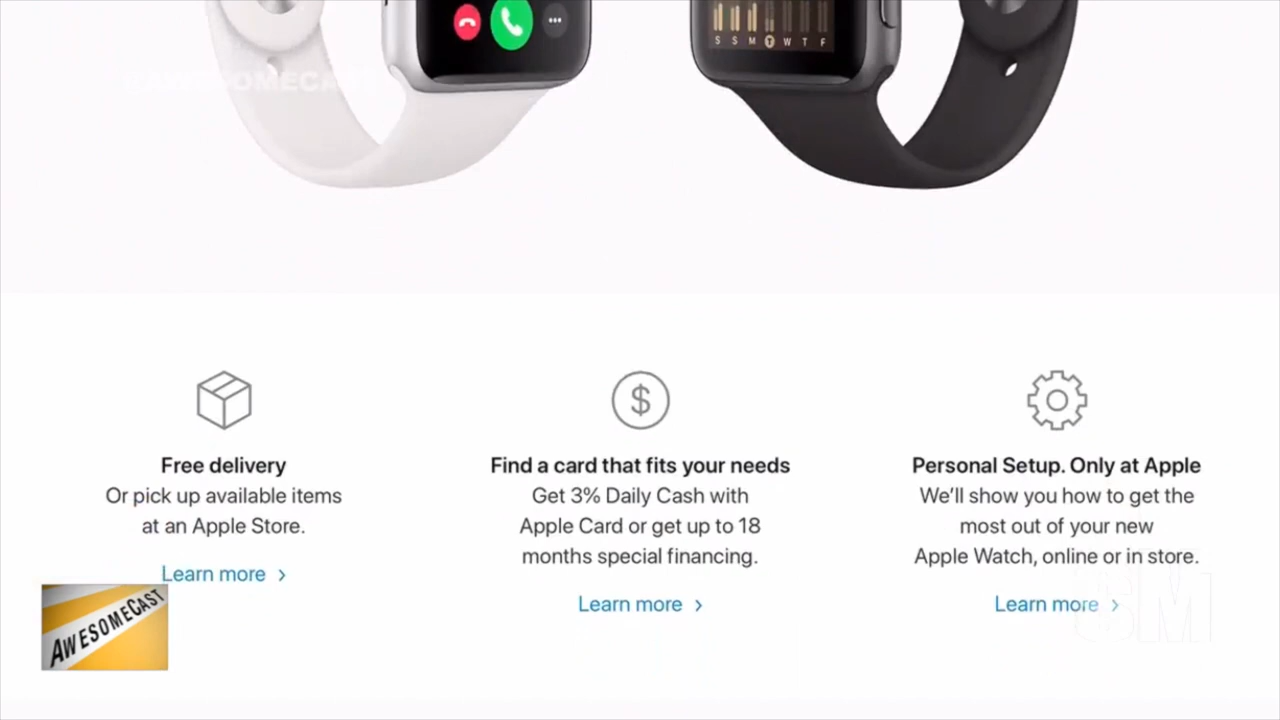 S S M T W T F
#AWESOMECAST
Free delivery
Or pick up available items
at an Apple Store.
Learn more
Find a card that fits your needs
Get 3% Daily Cash with
Apple Card or get up to 18
months special financing.
Learn more
Personal Setup. Only at Apple
We’ll show you how to get the
most out of your new
Apple Watch, online or in store.
Learn more
AWESOMECAST
SM